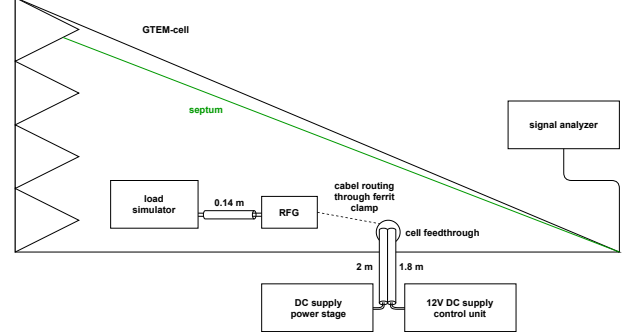 GTEM-cell
septum
signal analyzer
cabel routing
through ferrit
clamp
load
simulator
0.14 m
RFG
cell feedthrough
2 m
1.8 m
DC supply
power stage
12V DC supply
control unit